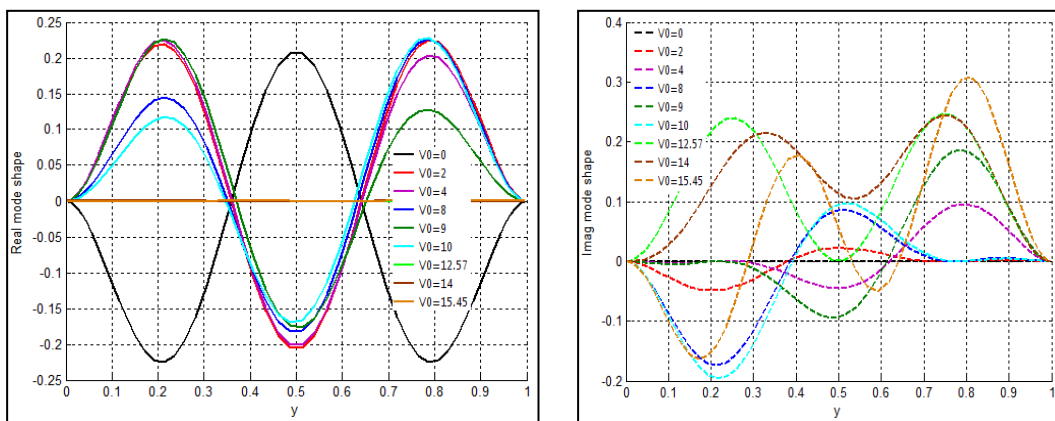 0.25
0.2
0.15
0.1
0.05
0
-0.05
-0.1
-0.15
-0.2
-0.25
Real mode shape
0 0.1 0.2 0.3 0.4 0.5 0.6 0.7 0.8 0.9 1
y
V0=0
V0=2
V0=4
V0=8
V0=9
V0=10
V0=12.57
V0=14
V0=15.45
0.4
0.3
0.2
0.1
0
-0.1
-0.2
Imag mode shape
0 0.1 0.2 0.3 0.4 0.5 0.6 0.7 0.8 0.9 1
y
V0=0
V0=2
V0=4
V0=8
V0=9
V0=10
V0=12.57
V0=14
V0=15.45